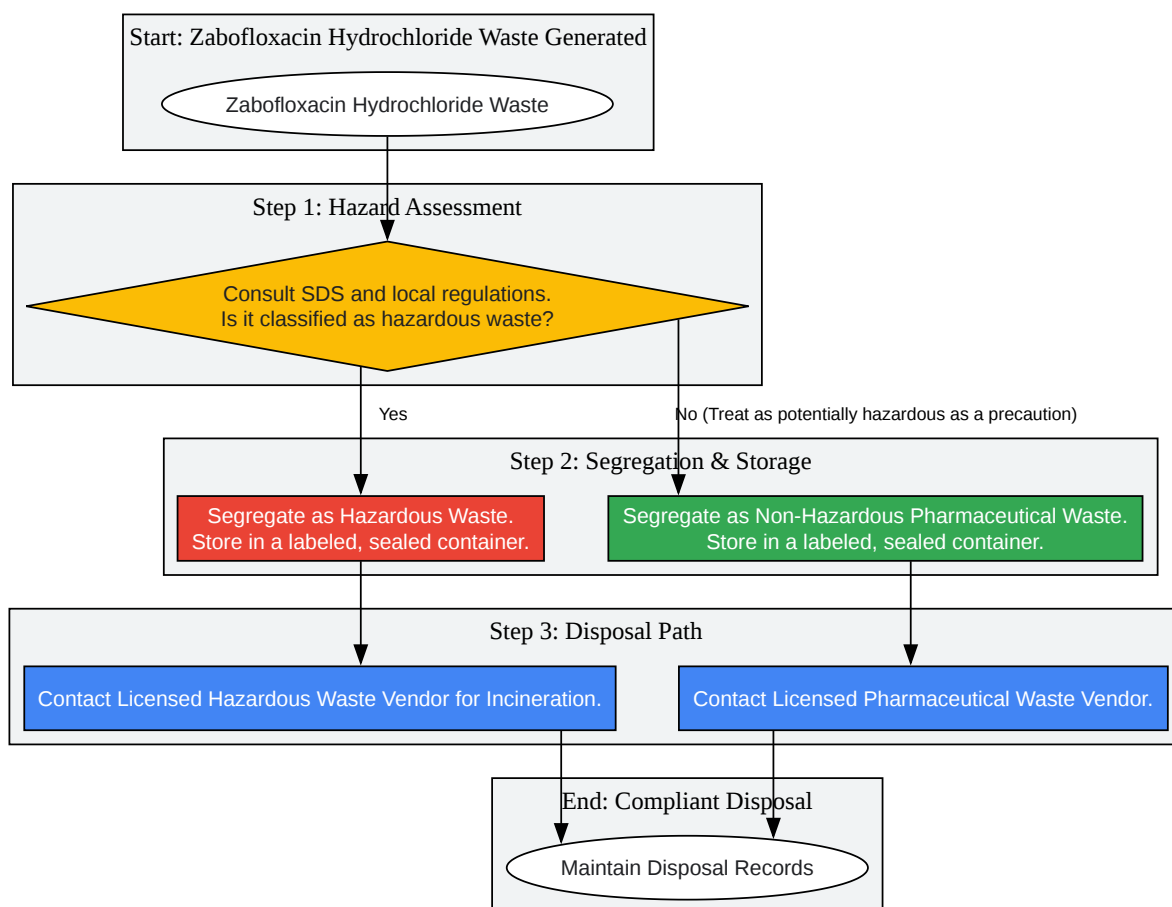 Start: Zabofloxacin Hydrochloride Waste Generated
Zabofloxacin Hydrochloride Waste
Step 1: Hazard Assessment
Consult SDS and local regulations.
Is it classified as hazardous waste?
Yes
No (Treat as potentially hazardous as a precaution)
Step 2: Segregation & Storage
Segregate as Hazardous Waste.
Store in a labeled, sealed container.
Segregate as Non-Hazardous Pharmaceutical Waste.
Store in a labeled, sealed container.
Step 3: Disposal Path
Contact Licensed Hazardous Waste Vendor for Incineration.
Contact Licensed Pharmaceutical Waste Vendor.
End: Compliant Disposal
Maintain Disposal Records